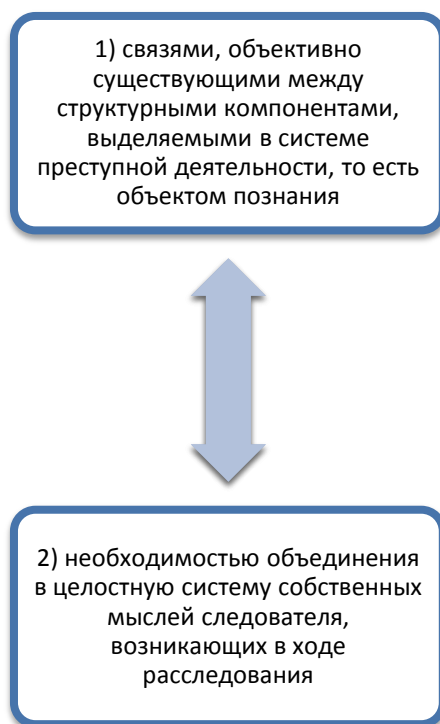 1) связями, объективно
существующими между
структурными компонентами,
выделяемыми в системе
преступной деятельности, то есть
объектом познания
2) необходимостью объединения
в целостную систему собственных
мыслей следователя,
возникающих в ходе
расследования